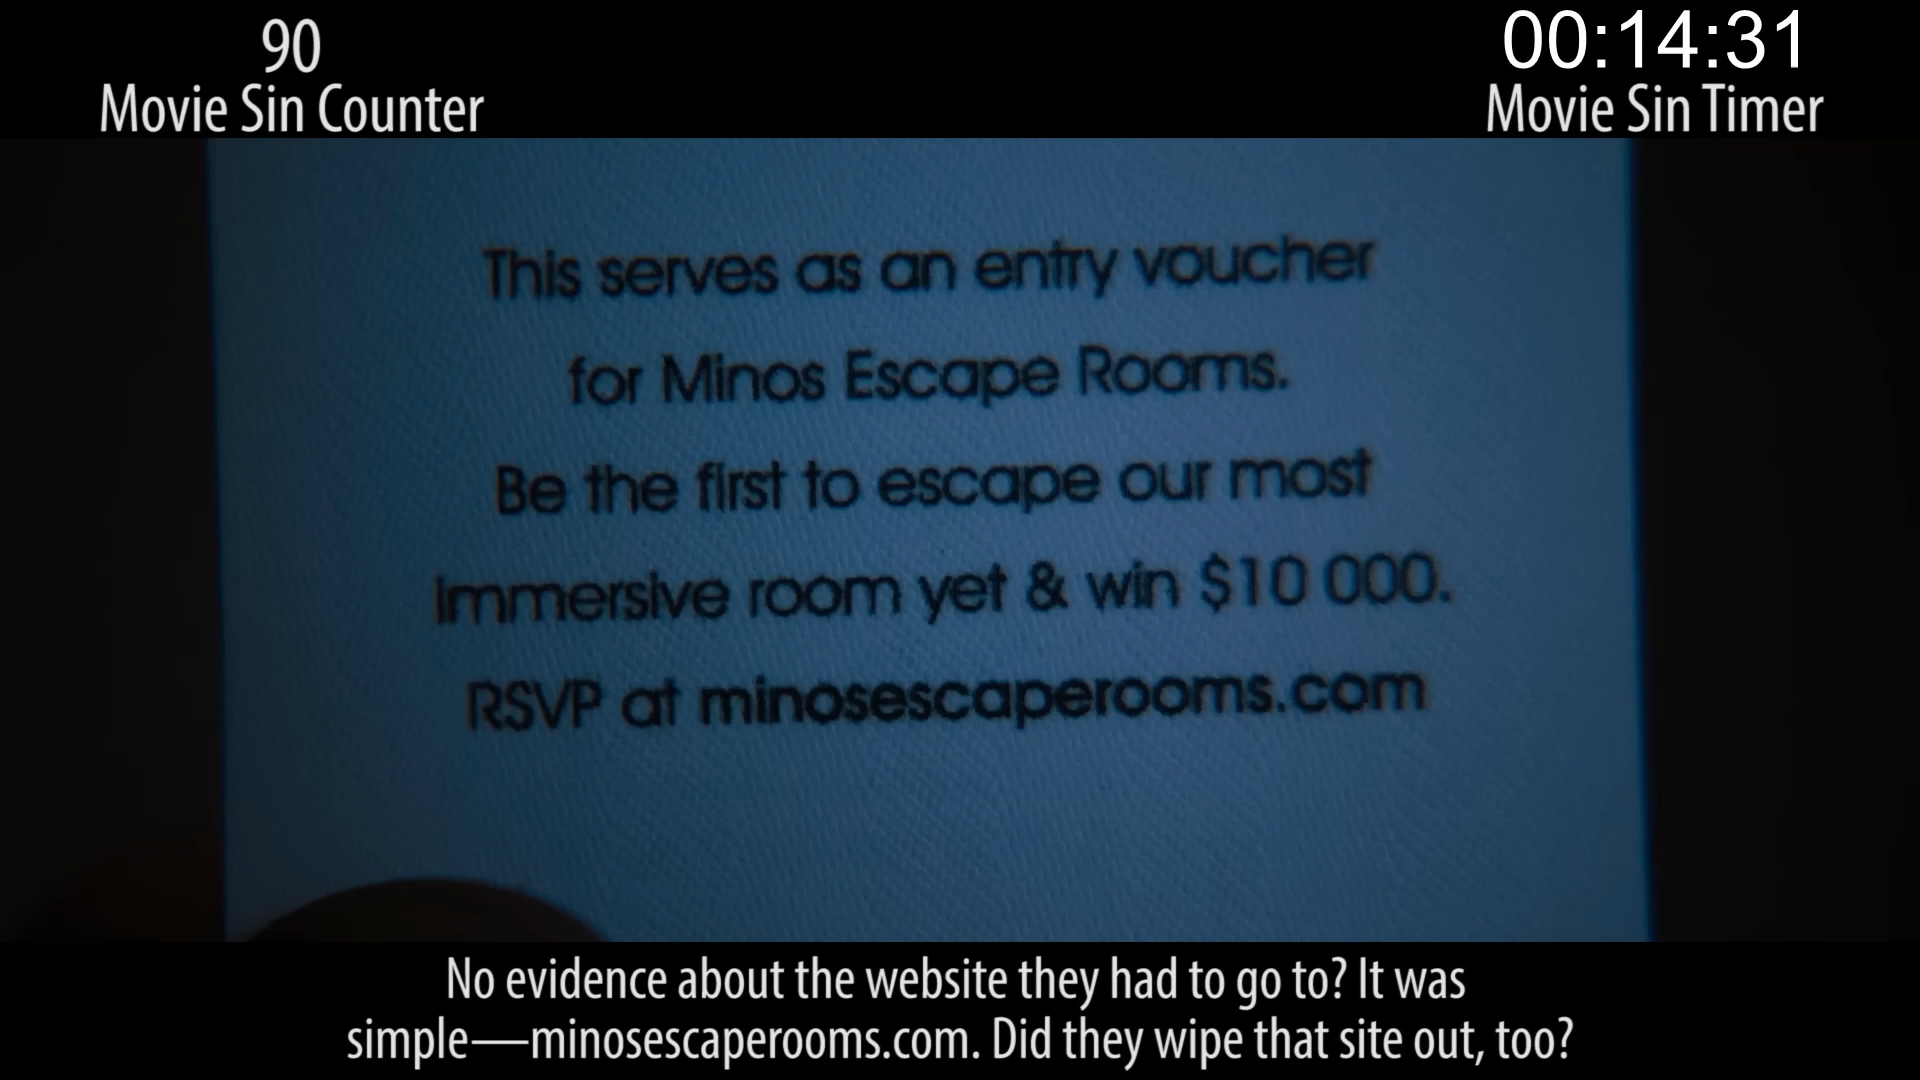 90
Movie Sin Counter
00:14:31
Movie Sin Timer
This serves as an entry voucher
for Minos Escape Rooms.
Be the first to escape our most
immersive room yet & win $10 000.
RSVP at minosescaperooms.com
No evidence about the website they had to go to? It was
simple—minosescaperooms.com. Did they wipe that site out, too?